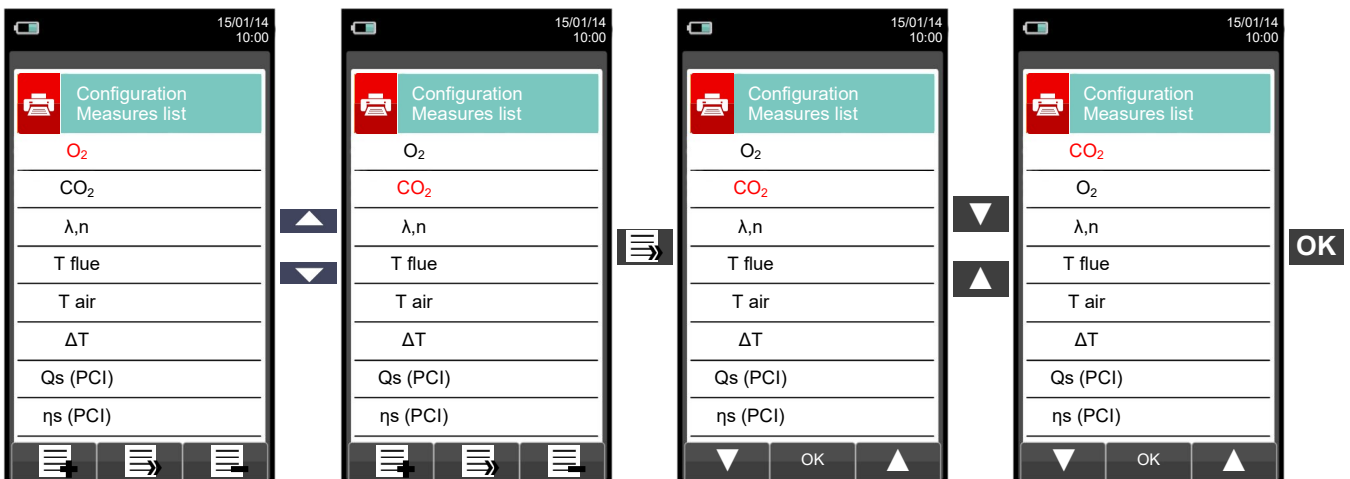 15/01/14
10:00
Configuration
Measures list
O₂
CO₂
λ,n
T flue
T air
ΔT
Qs (PCI)
ηs (PCI)
15/01/14
10:00
Configuration
Measures list
O₂
CO₂
λ,n
T flue
T air
ΔT
Qs (PCI)
ηs (PCI)
15/01/14
10:00
Configuration
Measures list
O₂
CO₂
λ,n
T flue
T air
ΔT
Qs (PCI)
ηs (PCI)
OK
15/01/14
10:00
Configuration
Measures list
CO₂
O₂
λ,n
T flue
T air
ΔT
Qs (PCI)
ηs (PCI)
OK
OK